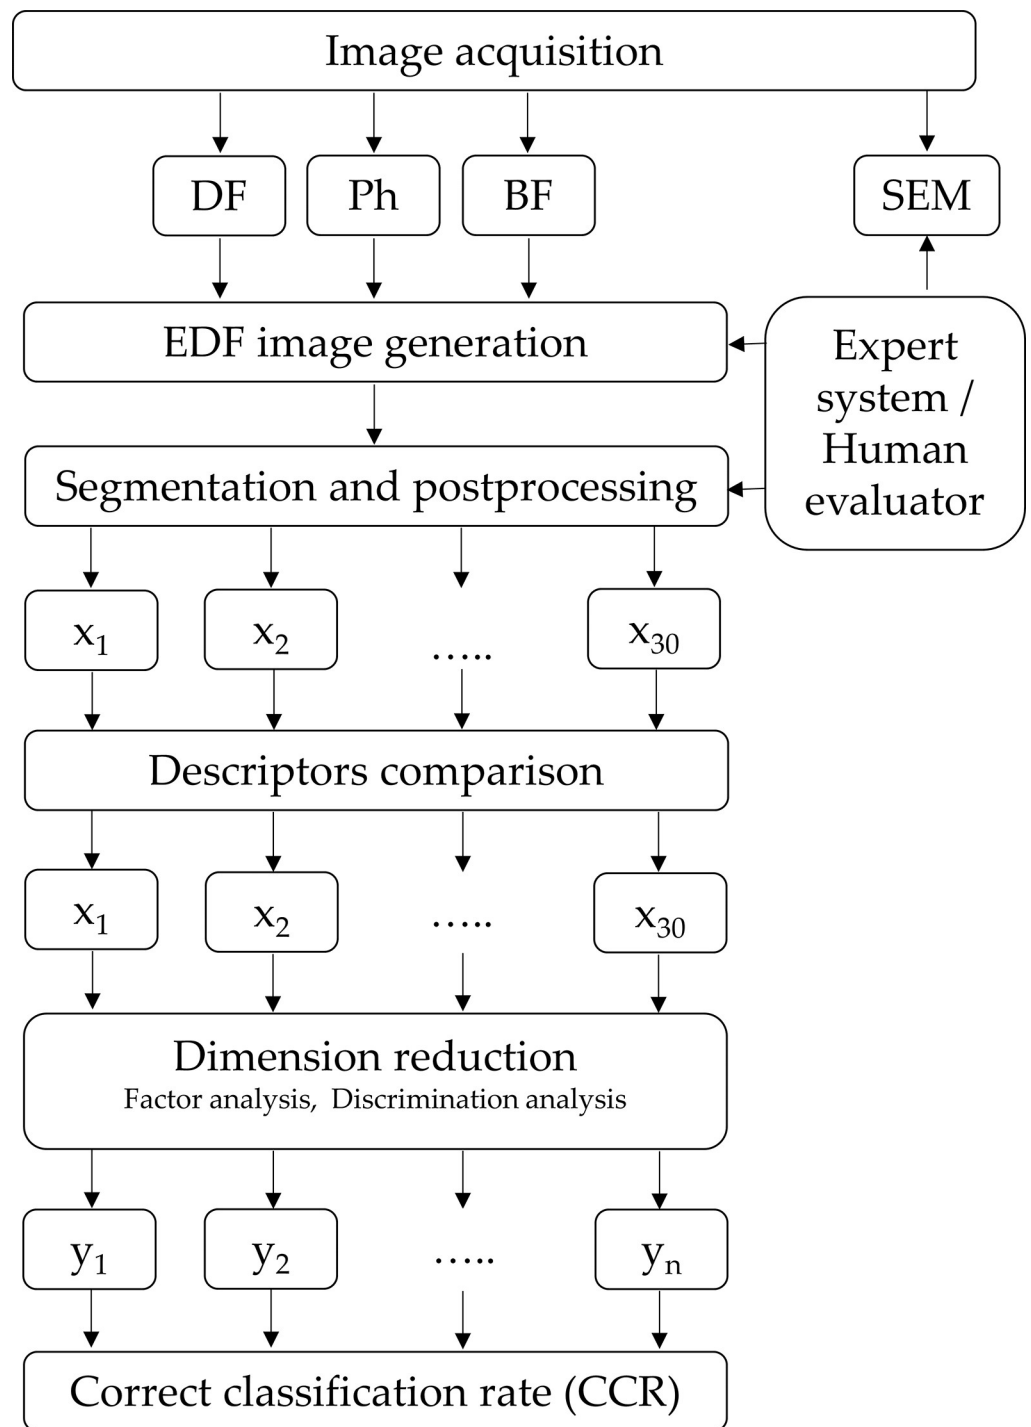 Image acquisition
DF Ph BF SEM
EDF image generation
Expert
system /
Human
evaluator
Segmentation and postprocessing
x₁ x₂ ..... x₃₀
Descriptors comparison
x₁ x₂ ..... x₃₀
Dimension reduction
Factor analysis, Discrimination analysis
y₁ y₂ ..... yₙ
Correct classification rate (CCR)